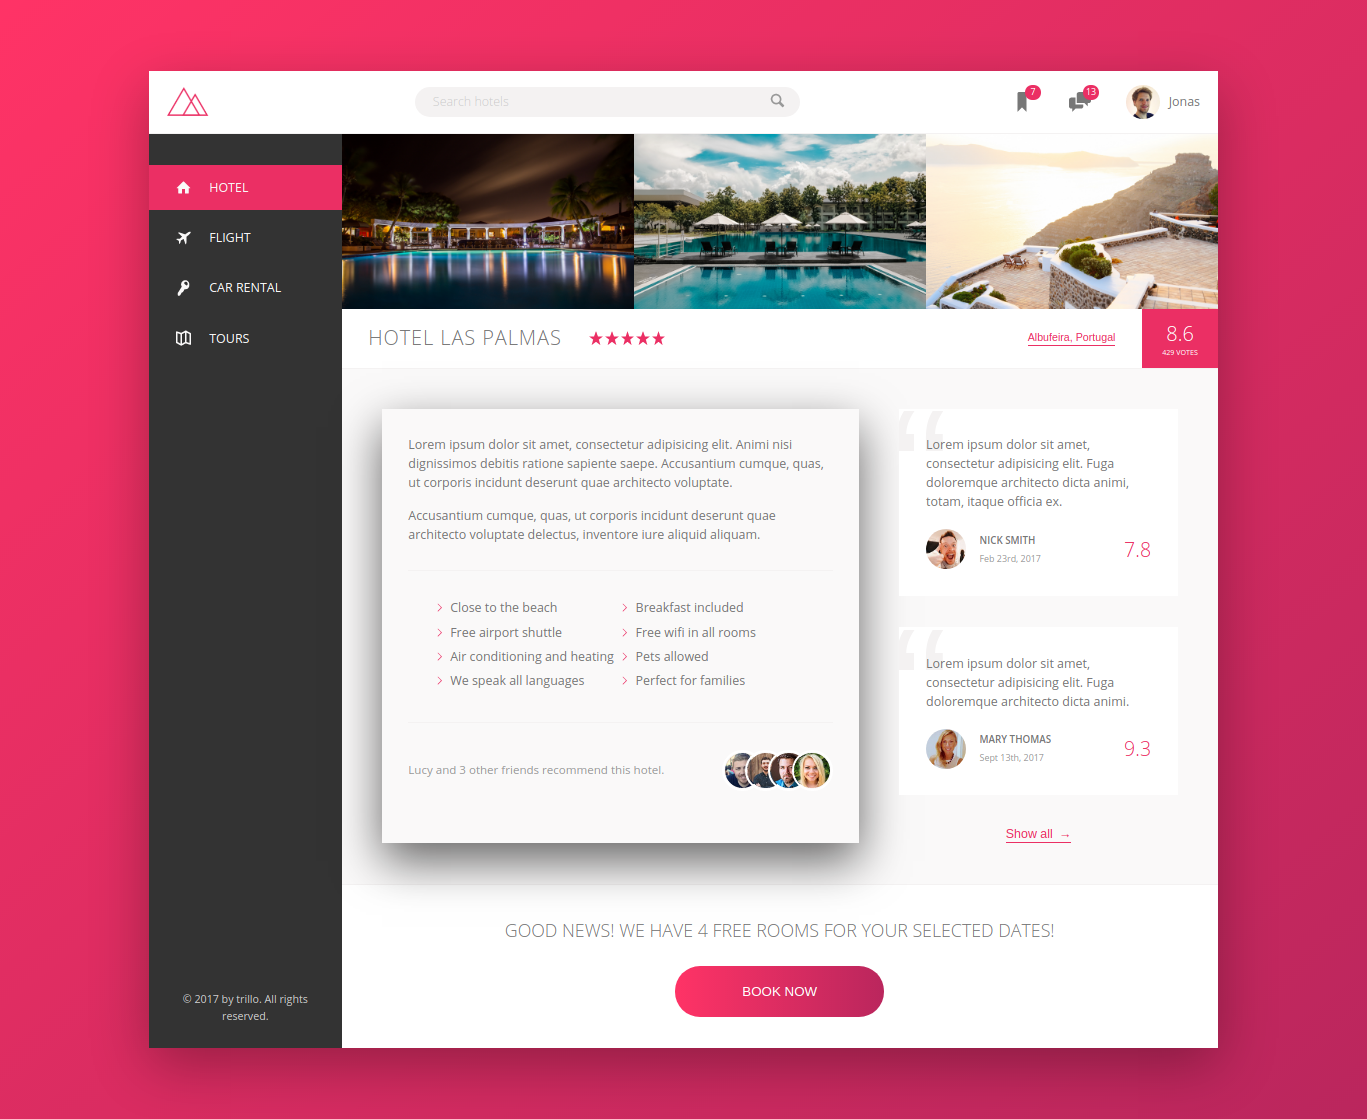 Search hotels
7
13
Jonas
HOTEL
FLIGHT
CAR RENTAL
TOURS
© 2017 by trillo. All rights
reserved.
HOTEL LAS PALMAS
Albufeira, Portugal
8.6
429 VOTES
Lorem ipsum dolor sit amet, consectetur adipisicing elit. Animi nisi
dignissimos debitis ratione sapiente saepe. Accusantium cumque, quas,
ut corporis incidunt deserunt quae architecto voluptate.
Accusantium cumque, quas, ut corporis incidunt deserunt quae
architecto voluptate delectus, inventore iure aliquid aliquam.
Close to the beach
Free airport shuttle
Air conditioning and heating
We speak all languages
Breakfast included
Free wifi in all rooms
Pets allowed
Perfect for families
Lucy and 3 other friends recommend this hotel.
“
Lorem ipsum dolor sit amet,
consectetur adipisicing elit. Fuga
doloremque architecto dicta animi,
totam, itaque officia ex.
NICK SMITH
Feb 23rd, 2017
7.8
“
Lorem ipsum dolor sit amet,
consectetur adipisicing elit. Fuga
doloremque architecto dicta animi.
MARY THOMAS
Sept 13th, 2017
9.3
Show all →
GOOD NEWS! WE HAVE 4 FREE ROOMS FOR YOUR SELECTED DATES!
BOOK NOW